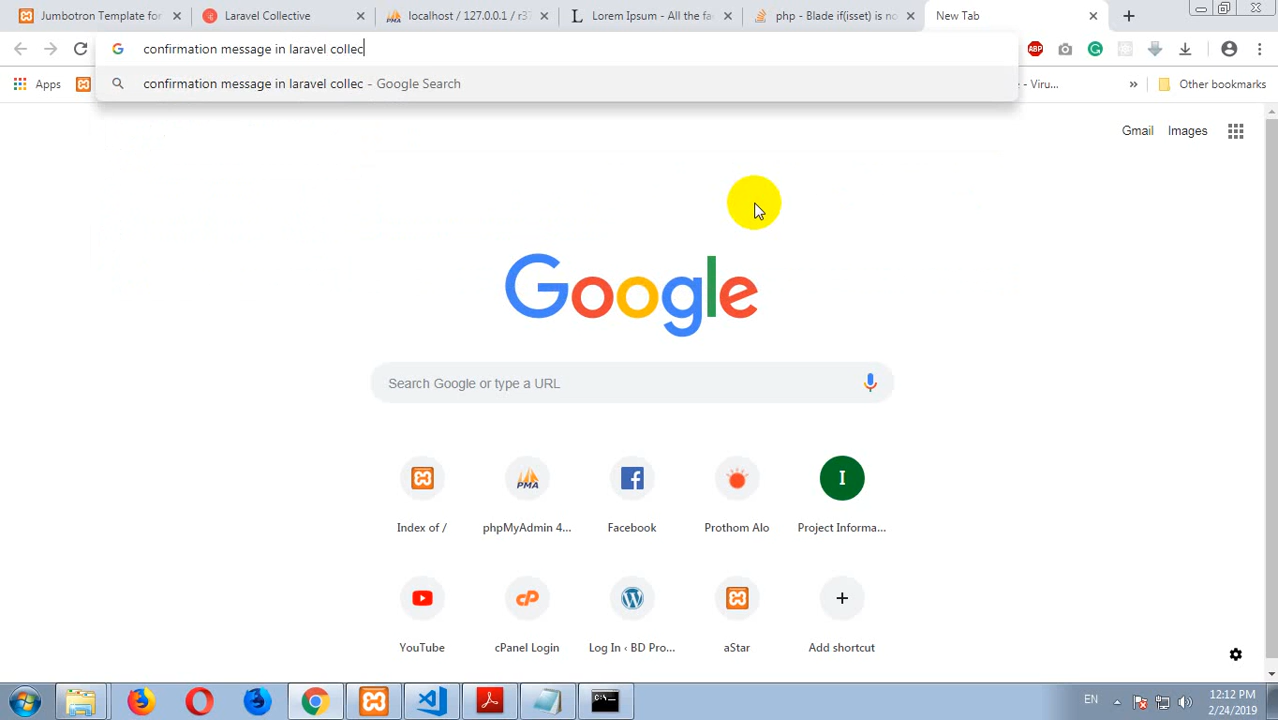 Jumbotron Template for
Laravel Collective
localhost / 127.0.0.1 / r37
Lorem Ipsum - All the fa
php - Blade if(isset) is no
New Tab
confirmation message in laravel collec
Apps
confirmation message in laravel collec - Google Search
- Viru...
»
Other bookmarks
Gmail
Images
Google
Search Google or type a URL
PMA
I
Index of /
phpMyAdmin 4...
Facebook
Prothom Alo
Project Informa...
cP
YouTube
cPanel Login
Log In ‹ BD Pro...
aStar
Add shortcut
EN
12:12 PM
2/24/2019